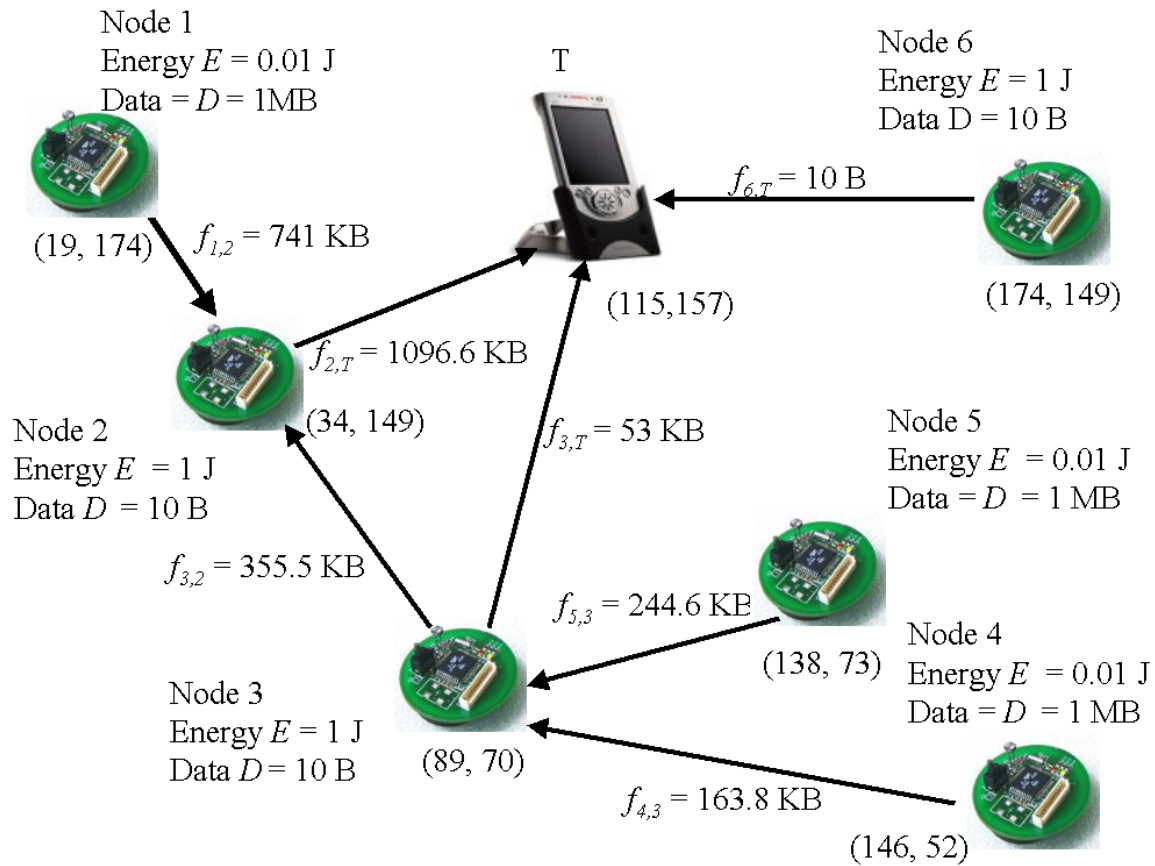 Node 1
Energy E = 0.01 J
Data = D = 1MB
(19, 174)
T
(115,157)
Node 6
Energy E = 1 J
Data D = 10 B
f6,T = 10 B
(174, 149)
f1,2 = 741 KB
f2,T = 1096.6 KB
(34, 149)
Node 2
Energy E = 1 J
Data D = 10 B
f3,T = 53 KB
Node 5
Energy E = 0.01 J
Data = D = 1 MB
f3,2 = 355.5 KB
f5,3 = 244.6 KB
(138, 73)
Node 4
Energy E = 0.01 J
Data = D = 1 MB
Node 3
Energy E = 1 J
Data D = 10 B
(89, 70)
f4,3 = 163.8 KB
(146, 52)